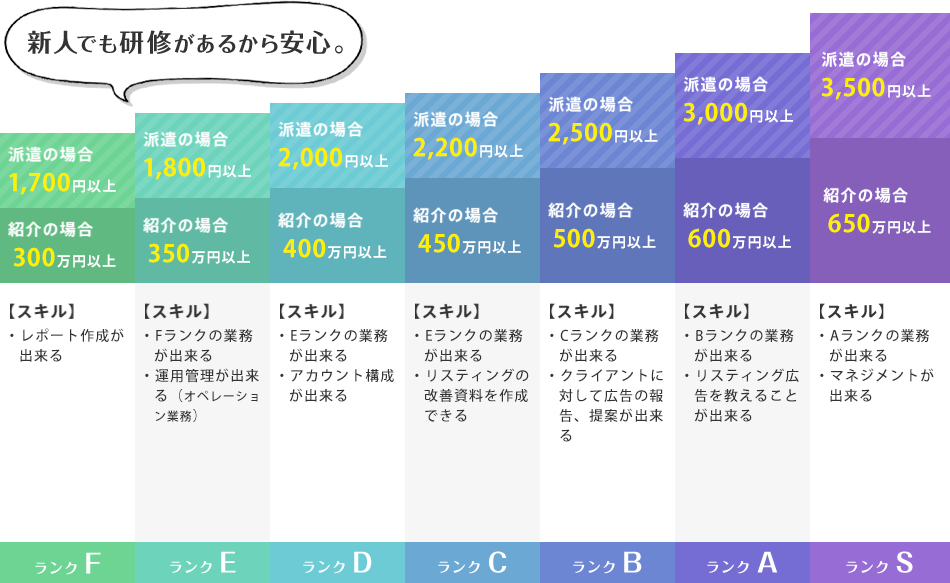 新人でも研修があるから安心。
派遣の場合
1,700円以上
紹介の場合
300万円以上
【スキル】
・レポート作成が
出来る
ランク F
派遣の場合
1,800円以上
紹介の場合
350万円以上
【スキル】
・Fランクの業務
が出来る
・運用管理が出来
る（オペレーショ
ン業務）
ランク E
派遣の場合
2,000円以上
紹介の場合
400万円以上
【スキル】
・Eランクの業務
が出来る
・アカウント構成
が出来る
ランク D
派遣の場合
2,200円以上
紹介の場合
450万円以上
【スキル】
・Eランクの業務
が出来る
・リスティングの
改善資料を作成
できる
ランク C
派遣の場合
2,500円以上
紹介の場合
500万円以上
【スキル】
・Cランクの業務
が出来る
・クライアントに
対して広告の報
告、提案が出来
る
ランク B
派遣の場合
3,000円以上
紹介の場合
600万円以上
【スキル】
・Bランクの業務
が出来る
・リスティング広
告を教えること
が出来る
ランク A
派遣の場合
3,500円以上
紹介の場合
650万円以上
【スキル】
・Aランクの業務
が出来る
・マネジメントが
出来る
ランク S